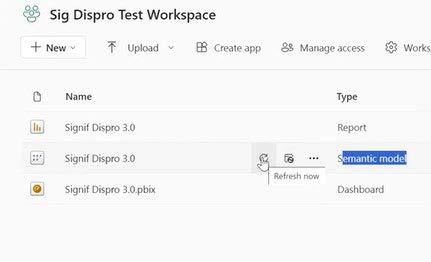 Sig Dispro Test Workspace
+ New Upload Create app Manage access Works
Name Type
Signif Dispro 3.0 Report
Signif Dispro 3.0 ... Semantic model
Refresh now
Signif Dispro 3.0.pbix Dashboard